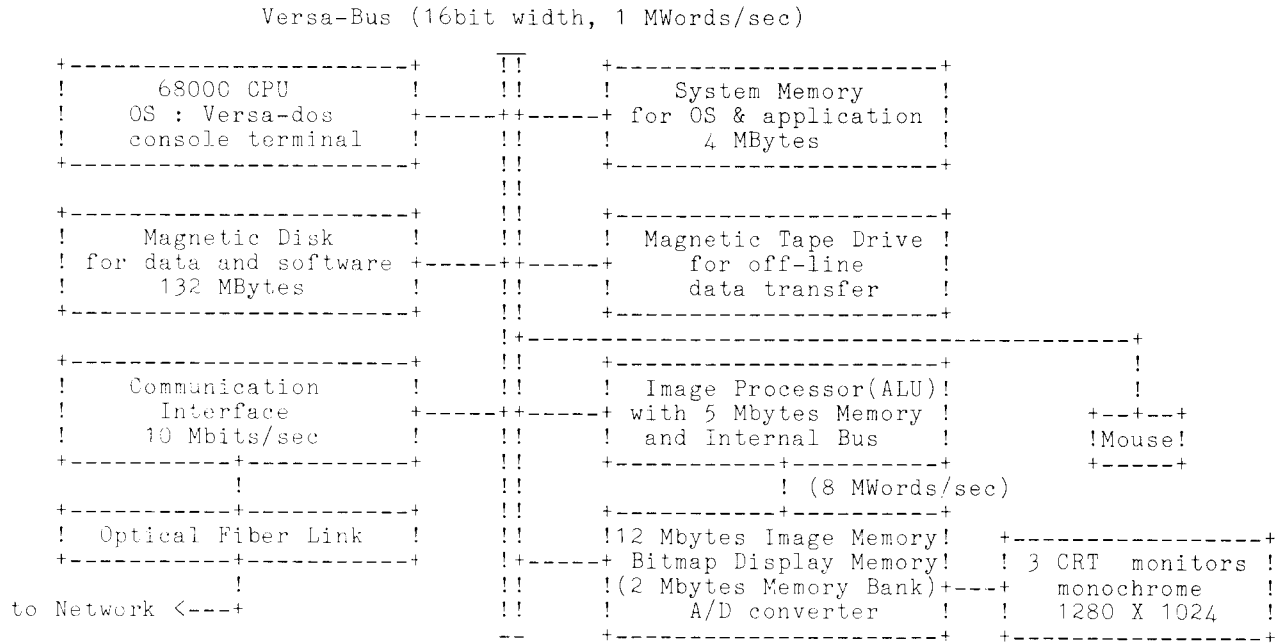 Versa-Bus (16bit width, 1 MWords/sec)
68000 CPU
OS : Versa-dos
console terminal
System Memory
for OS & application
4 MBytes
Magnetic Disk
for data and software
132 MBytes
Magnetic Tape Drive
for off-line
data transfer
Communication
Interface
10 Mbits/sec
Image Processor(ALU)
with 5 Mbytes Memory
and Internal Bus
Mouse
(8 MWords/sec)
Optical Fiber Link
12 Mbytes Image Memory
Bitmap Display Memory
(2 Mbytes Memory Bank)
A/D converter
3 CRT monitors
monochrome
1280 X 1024
to Network <---+